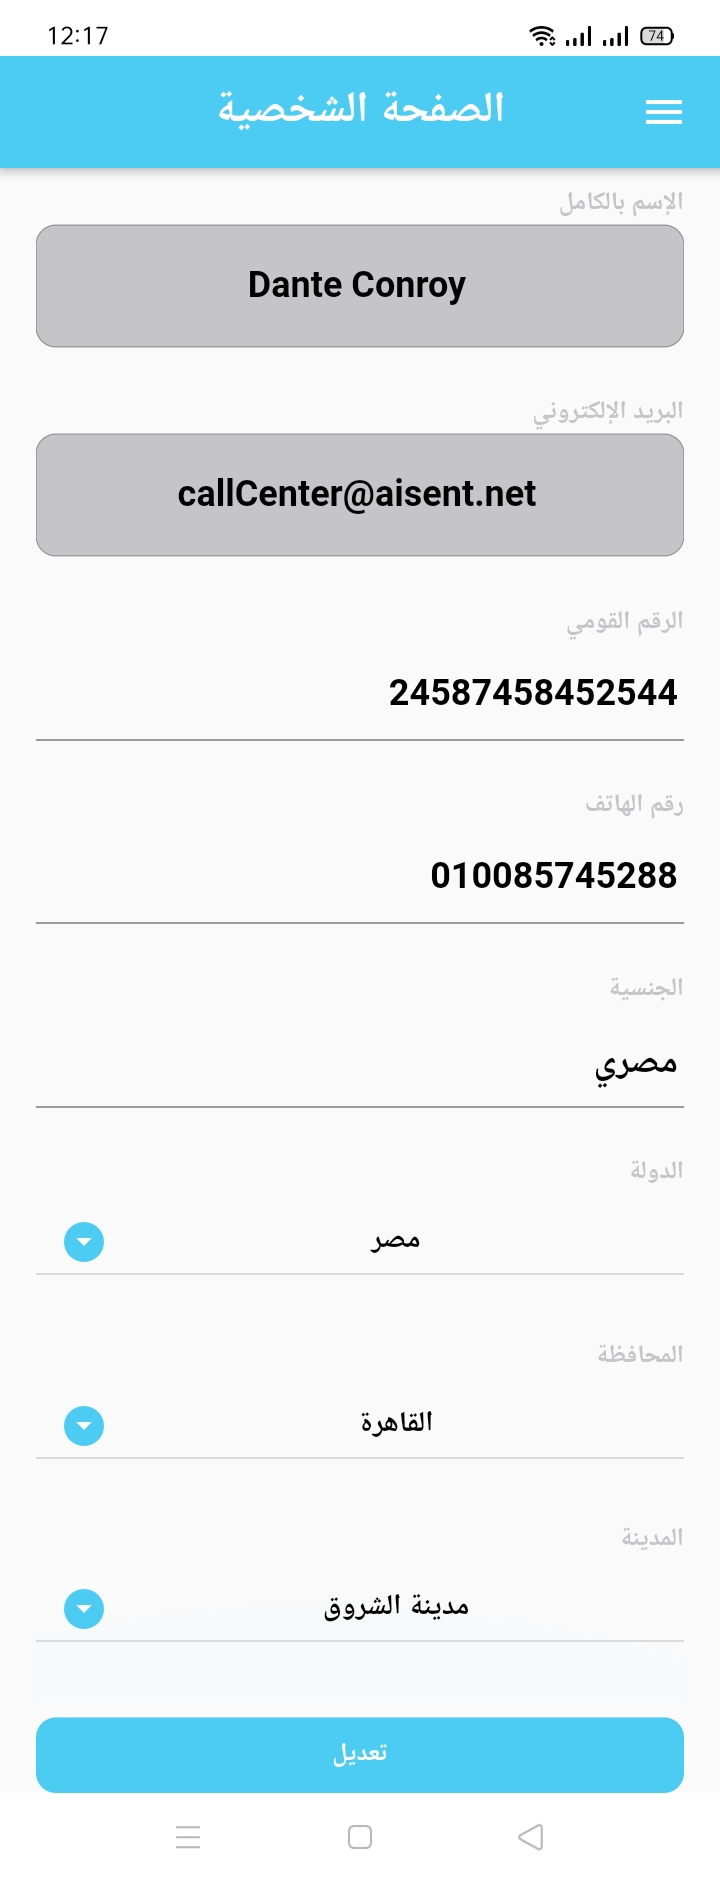 12:17
74
الصفحة الشخصية
الإسم بالكامل
Dante Conroy
البريد الإلكتروني
callCenter@aisent.net
الرقم القومي
24587458452544
رقم الهاتف
010085745288
الجنسية
مصري
الدولة
مصر
المحافظة
القاهرة
المدينة
مدينة الشروق
تعديل